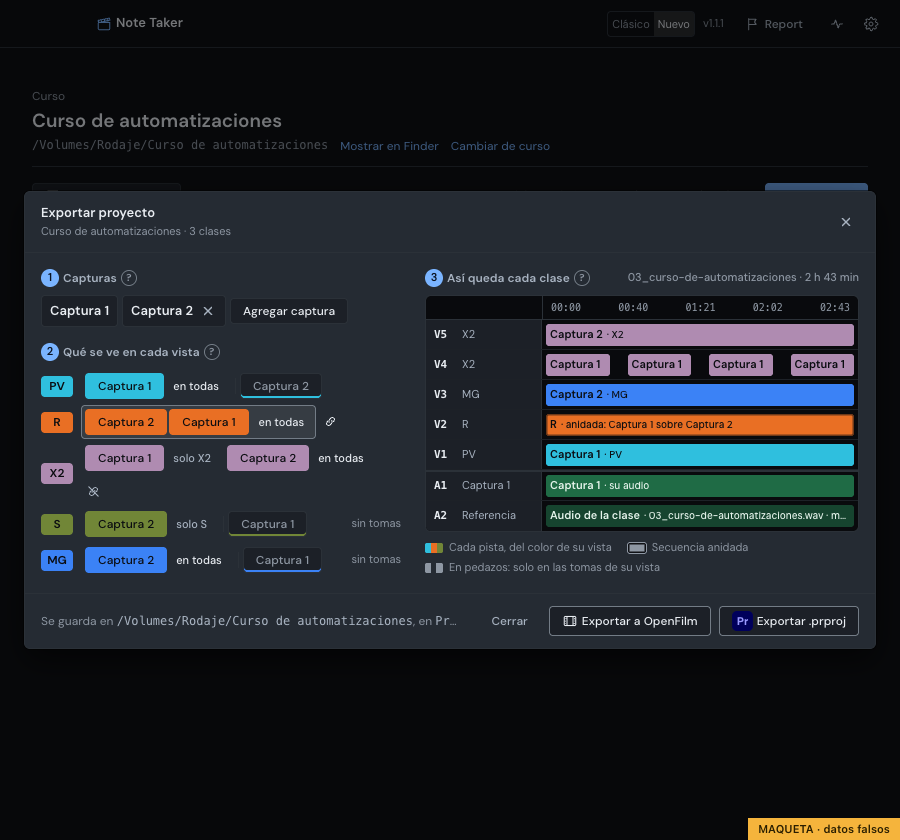 Note Taker
Clásico Nuevo v1.1.1 Report
Curso
Curso de automatizaciones
/Volumes/Rodaje/Curso de automatizaciones Mostrar en Finder Cambiar de curso
Exportar proyecto
Curso de automatizaciones · 3 clases
1 Capturas ?
Captura 1 Captura 2 Agregar captura
2 Qué se ve en cada vista ?
PV Captura 1 en todas Captura 2
R Captura 2 Captura 1 en todas
X2 Captura 1 solo X2 Captura 2 en todas
S Captura 2 solo S Captura 1 sin tomas
MG Captura 2 en todas Captura 1 sin tomas
3 Así queda cada clase ? 03_curso-de-automatizaciones · 2 h 43 min
00:00 00:40 01:21 02:02 02:43
V5 X2 Captura 2 · X2
V4 X2 Captura 1 Captura 1 Captura 1 Captura 1
V3 MG Captura 2 · MG
V2 R R · anidada: Captura 1 sobre Captura 2
V1 PV Captura 1 · PV
A1 Captura 1 Captura 1 · su audio
A2 Referencia Audio de la clase · 03_curso-de-automatizaciones.wav · m…
Cada pista, del color de su vista Secuencia anidada
En pedazos: solo en las tomas de su vista
Se guarda en /Volumes/Rodaje/Curso de automatizaciones, en Pr…
Cerrar
Exportar a OpenFilm
Pr Exportar .prproj
MAQUETA · datos falsos